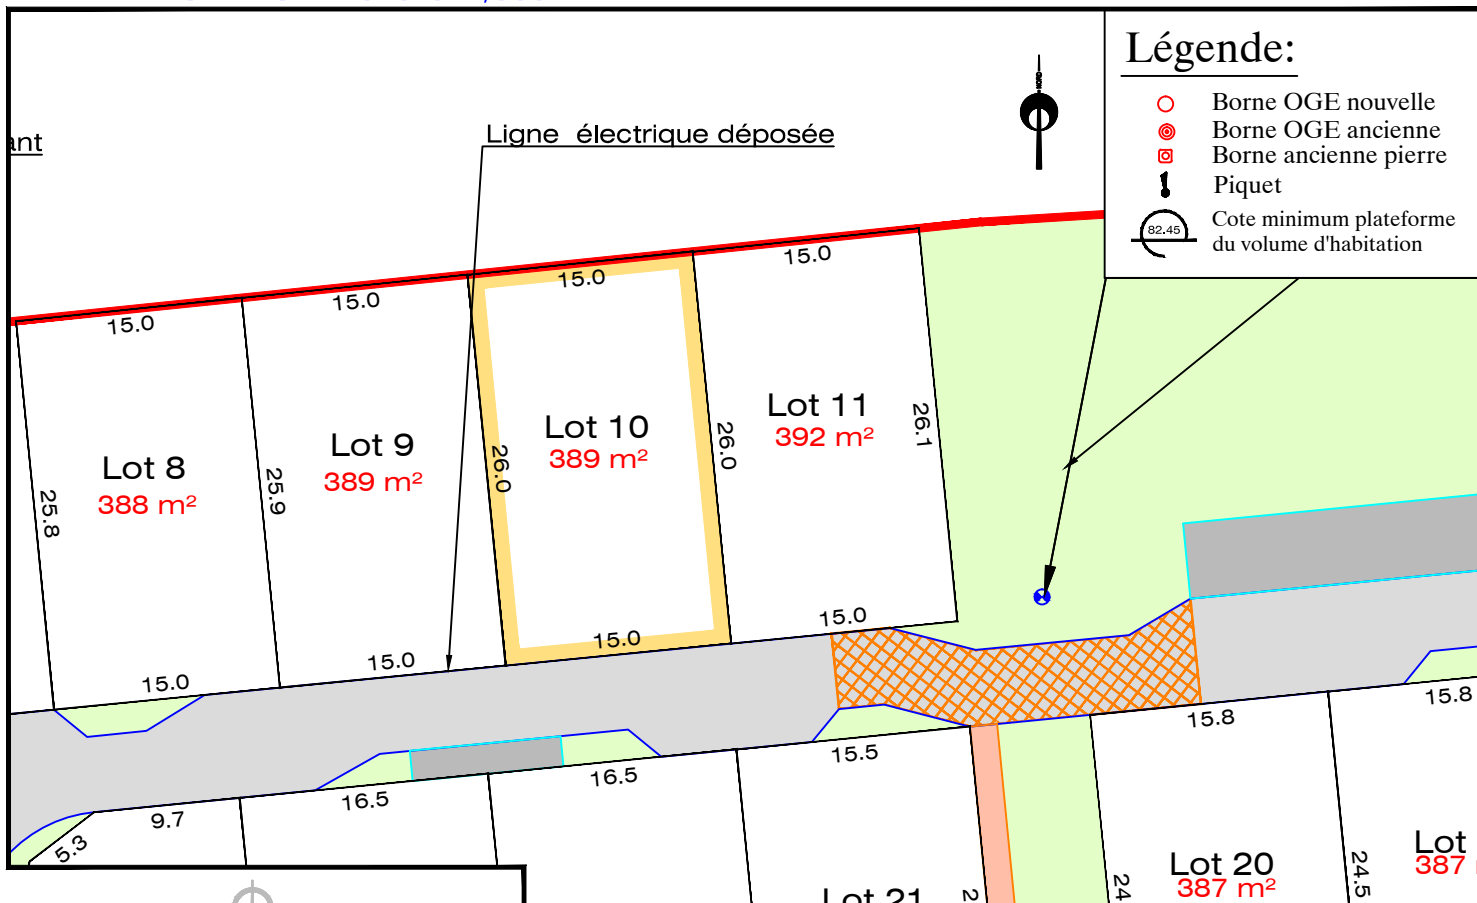 Légende:
Borne OGE nouvelle
Borne OGE ancienne
Borne ancienne pierre
Piquet
82.45
Cote minimum plateforme
du volume d'habitation
NORD
ant
Ligne électrique déposée
15.0
15.0
15.0
15.0
Lot 8
388 m²
25.8
Lot 9
389 m²
25.9
Lot 10
389 m²
26.0
26.0
Lot 11
392 m²
26.1
15.0
15.0
15.0
15.0
5.3
9.7
16.5
16.5
15.5
15.8
15.8
Lot 21
2
24
Lot 20
387 m²
24.5
Lot
387